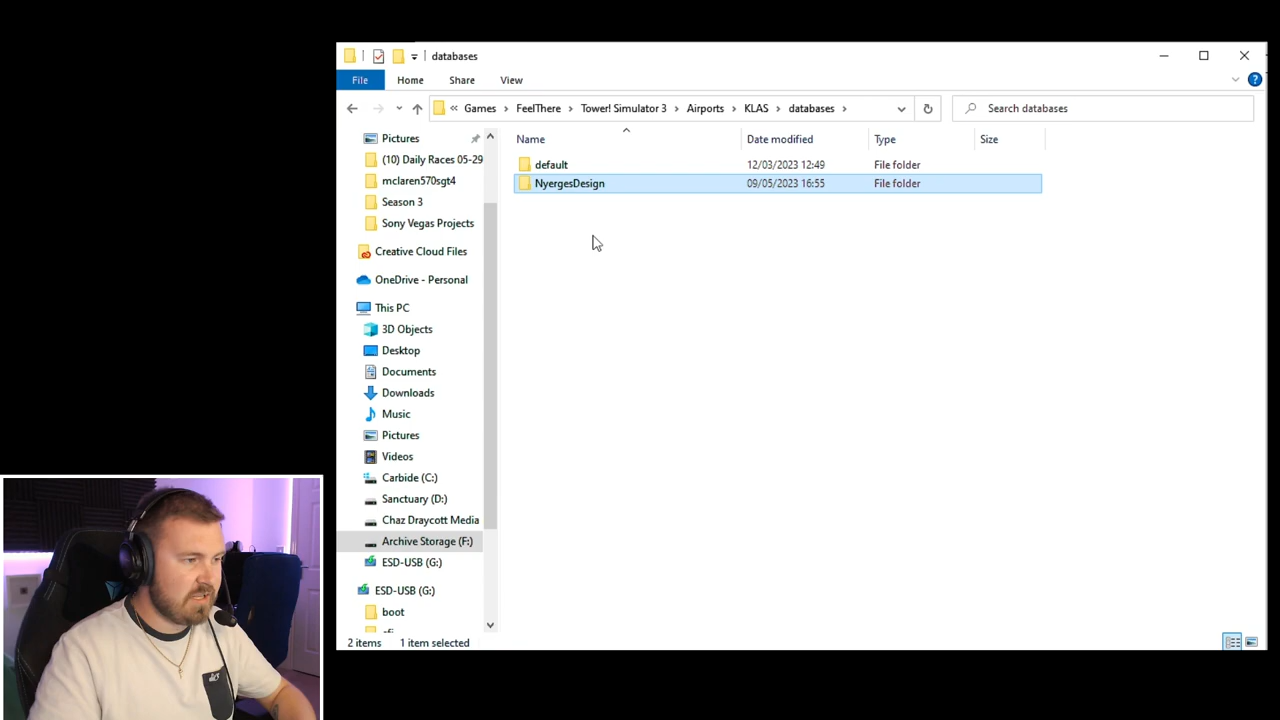 databases
File Home Share View
« Games > FeelThere > Tower! Simulator 3 > Airports > KLAS > databases >
Search databases
Name Date modified Type Size
default 12/03/2023 12:49 File folder
NyergesDesign 09/05/2023 16:55 File folder
Pictures
(10) Daily Races 05-29
mclaren570sgt4
Season 3
Sony Vegas Projects
Creative Cloud Files
OneDrive - Personal
This PC
3D Objects
Desktop
Documents
Downloads
Music
Pictures
Videos
Carbide (C:)
Sanctuary (D:)
Chaz Draycott Media
Archive Storage (F:)
ESD-USB (G:)
ESD-USB (G:)
boot
2 items 1 item selected